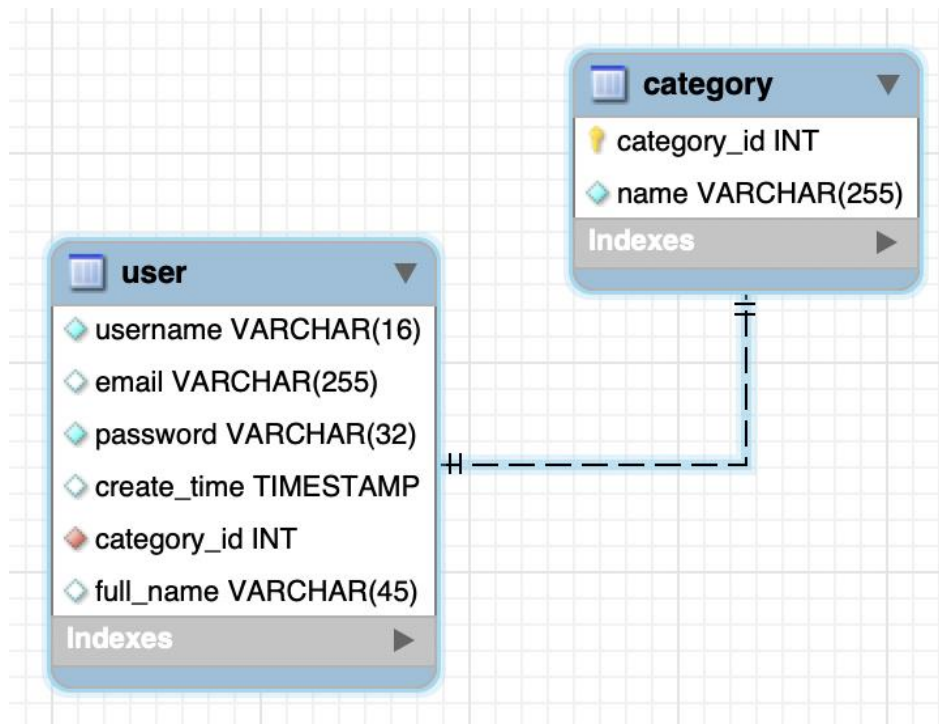 category
category_id INT
name VARCHAR(255)
Indexes
user
username VARCHAR(16)
email VARCHAR(255)
password VARCHAR(32)
create_time TIMESTAMP
category_id INT
full_name VARCHAR(45)
Indexes